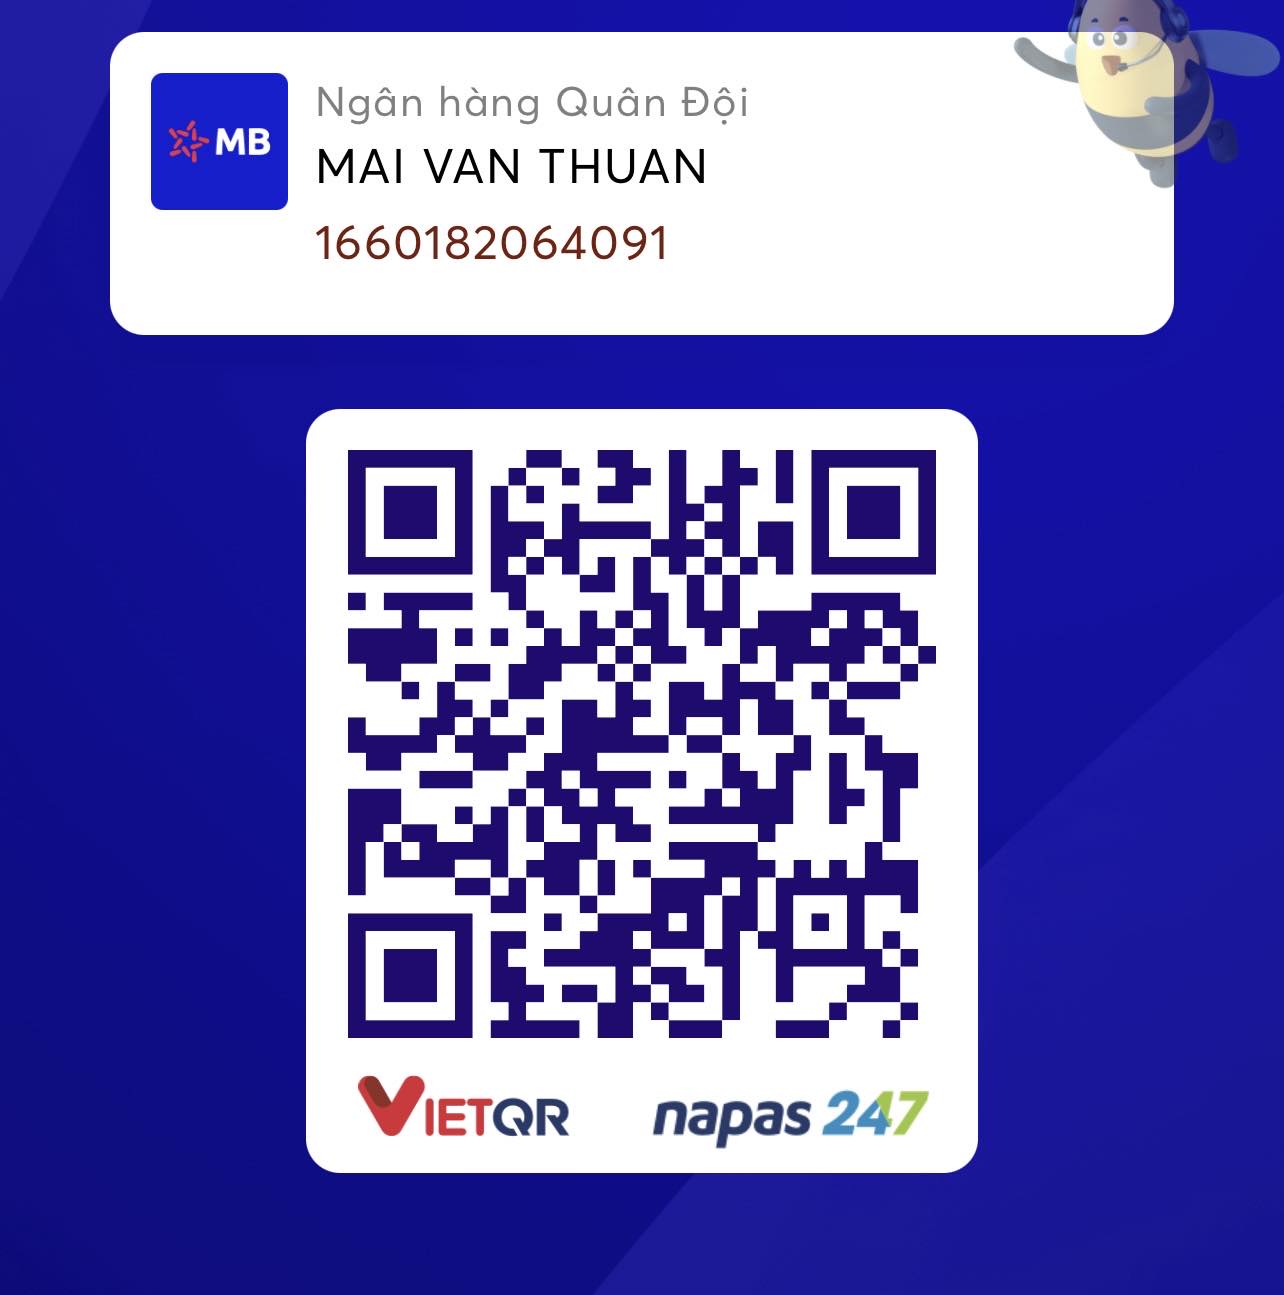 Ngân hàng Quân Đội
MB
MAI VAN THUAN
1660182064091
VIETQR
napas 247